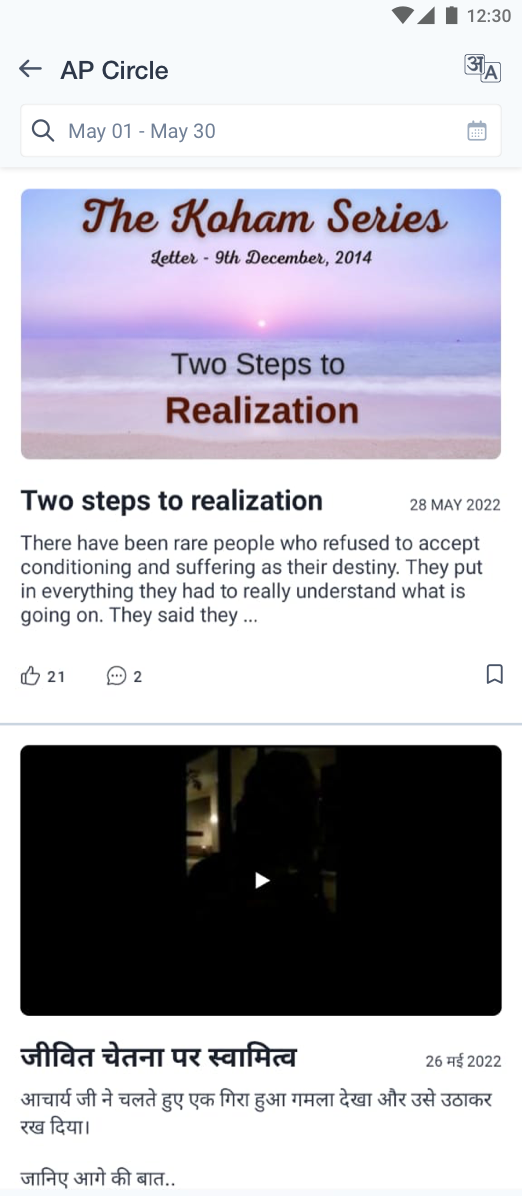 12:30
AP Circle
अ A
May 01 - May 30
The Koham Series
Letter - 9th December, 2014
Two Steps to
Realization
Two steps to realization 28 MAY 2022
There have been rare people who refused to accept
conditioning and suffering as their destiny. They put
in everything they had to really understand what is
going on. They said they ...
21 2
जीवित चेतना पर स्वामित्व 26 मई 2022
आचार्य जी ने चलते हुए एक गिरा हुआ गमला देखा और उसे उठाकर
रख दिया।
जानिए आगे की बात..